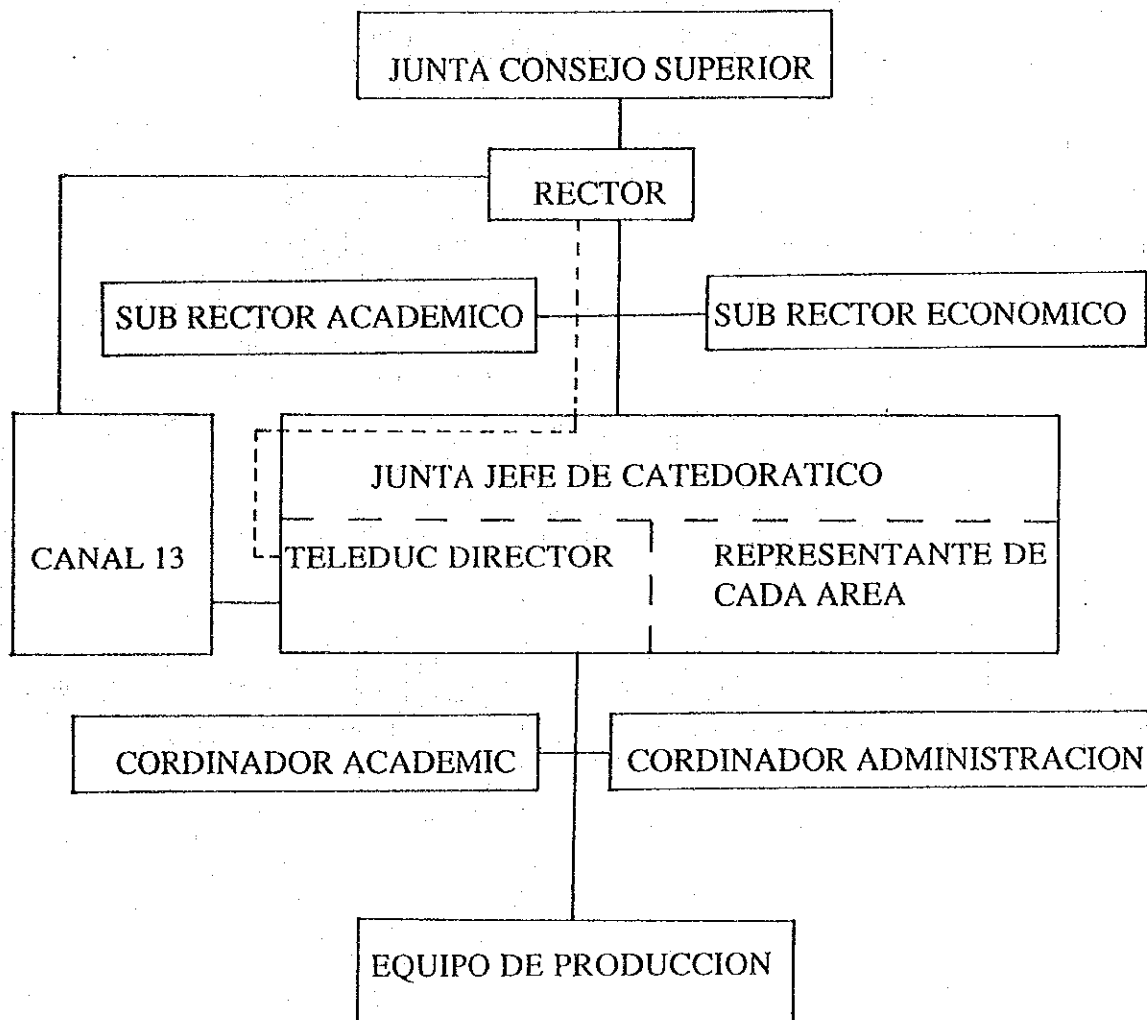 JUNTA CONSEJO SUPERIOR
RECTOR
SUB RECTOR ACADEMICO
SUB RECTOR ECONOMICO
JUNTA JEFE DE CATEDORATICO
CANAL 13
TELEDUC DIRECTOR
REPRESENTANTE DE
CADA AREA
CORDINADOR ACADEMIC
CORDINADOR ADMINISTRACION
EQUIPO DE PRODUCCION